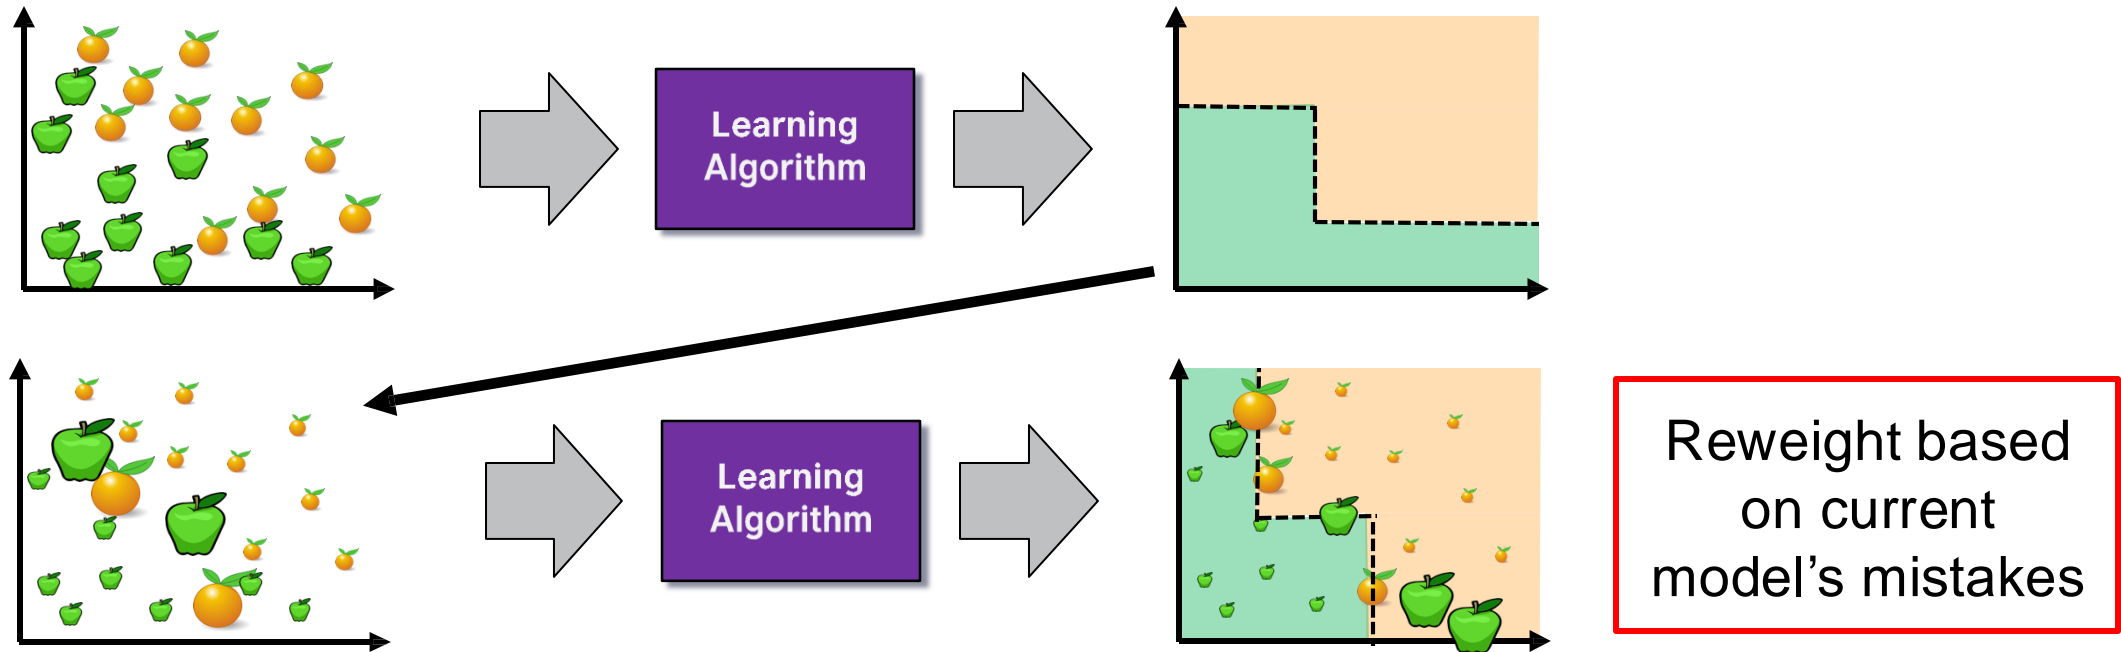 Learning
Algorithm
Learning
Algorithm
Reweight based
on current
model’s mistakes